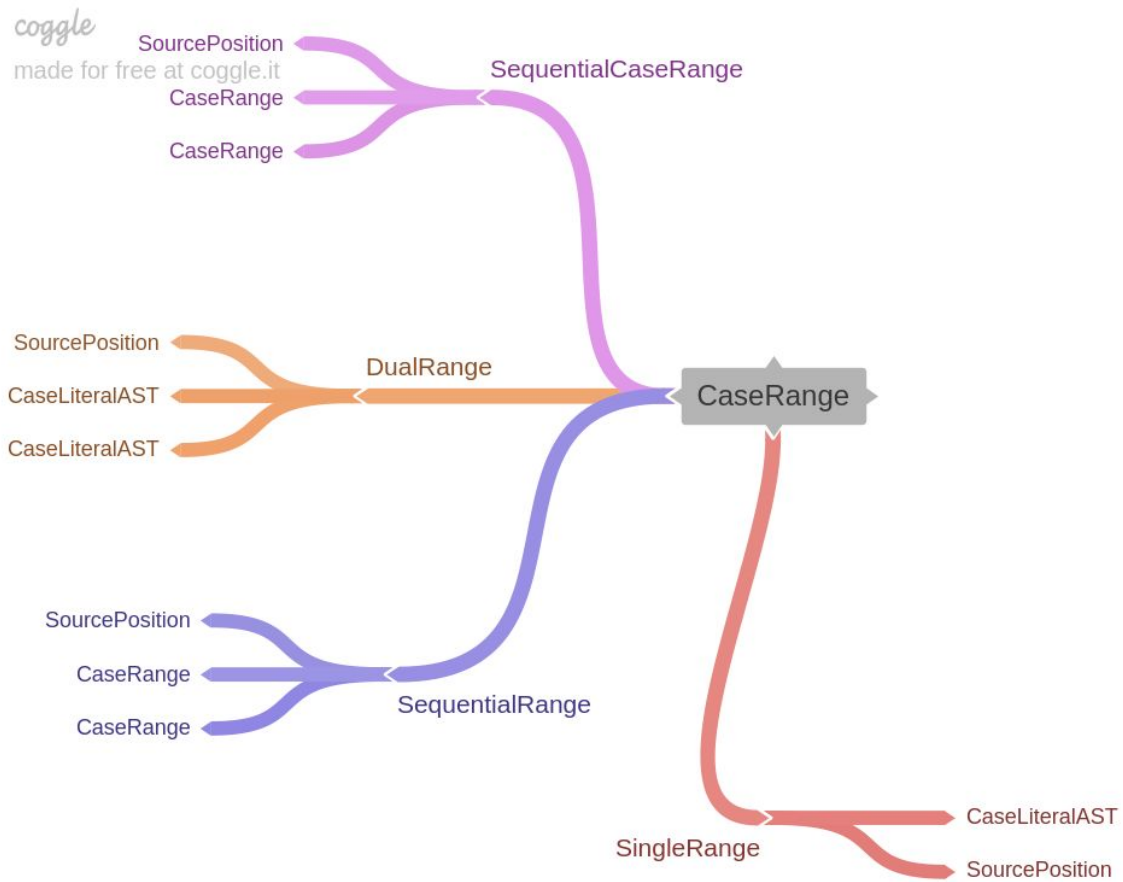 coggle
made for free at coggle.it
SourcePosition
CaseRange
CaseRange
SequentialCaseRange
SourcePosition
CaseLiteralAST
CaseLiteralAST
DualRange
CaseRange
SourcePosition
CaseRange
CaseRange
SequentialRange
SingleRange
CaseLiteralAST
SourcePosition